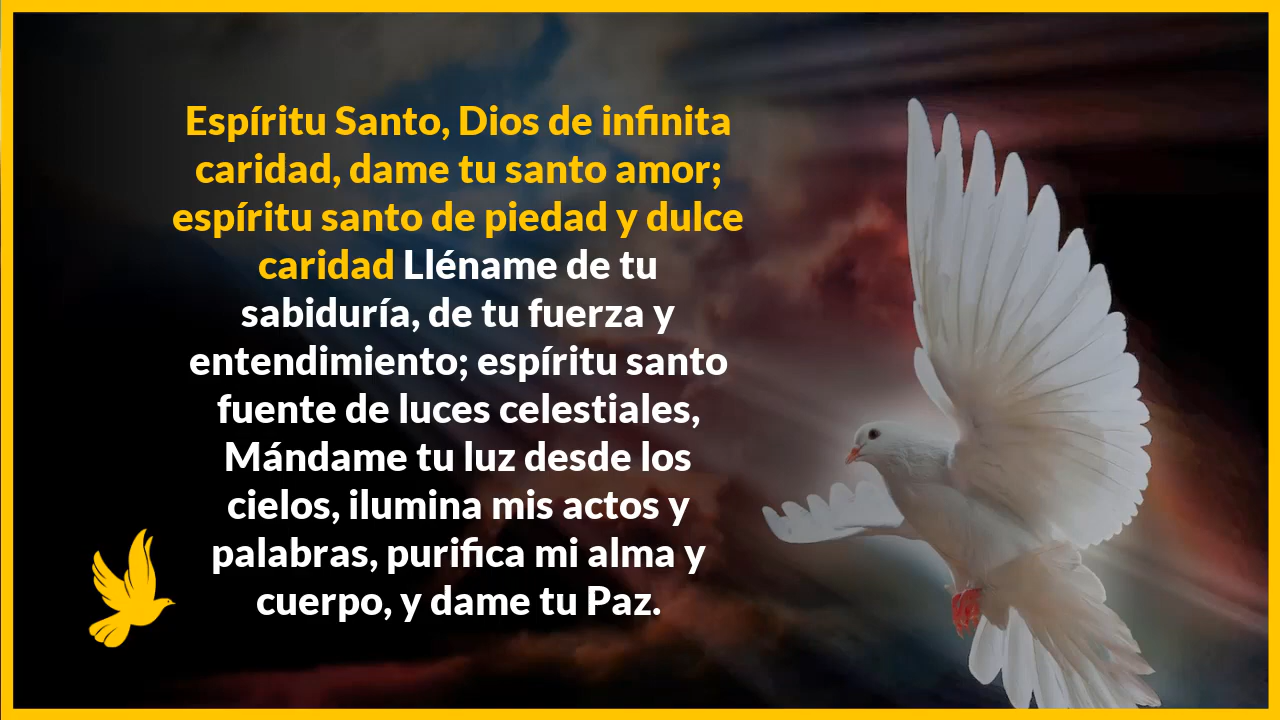 Espíritu Santo, Dios de infinita
caridad, dame tu santo amor;
espíritu santo de piedad y dulce
caridad Lléname de tu
sabiduría, de tu fuerza y
entendimiento; espíritu santo
fuente de luces celestiales,
Mándame tu luz desde los
cielos, ilumina mis actos y
palabras, purifica mi alma y
cuerpo, y dame tu Paz.